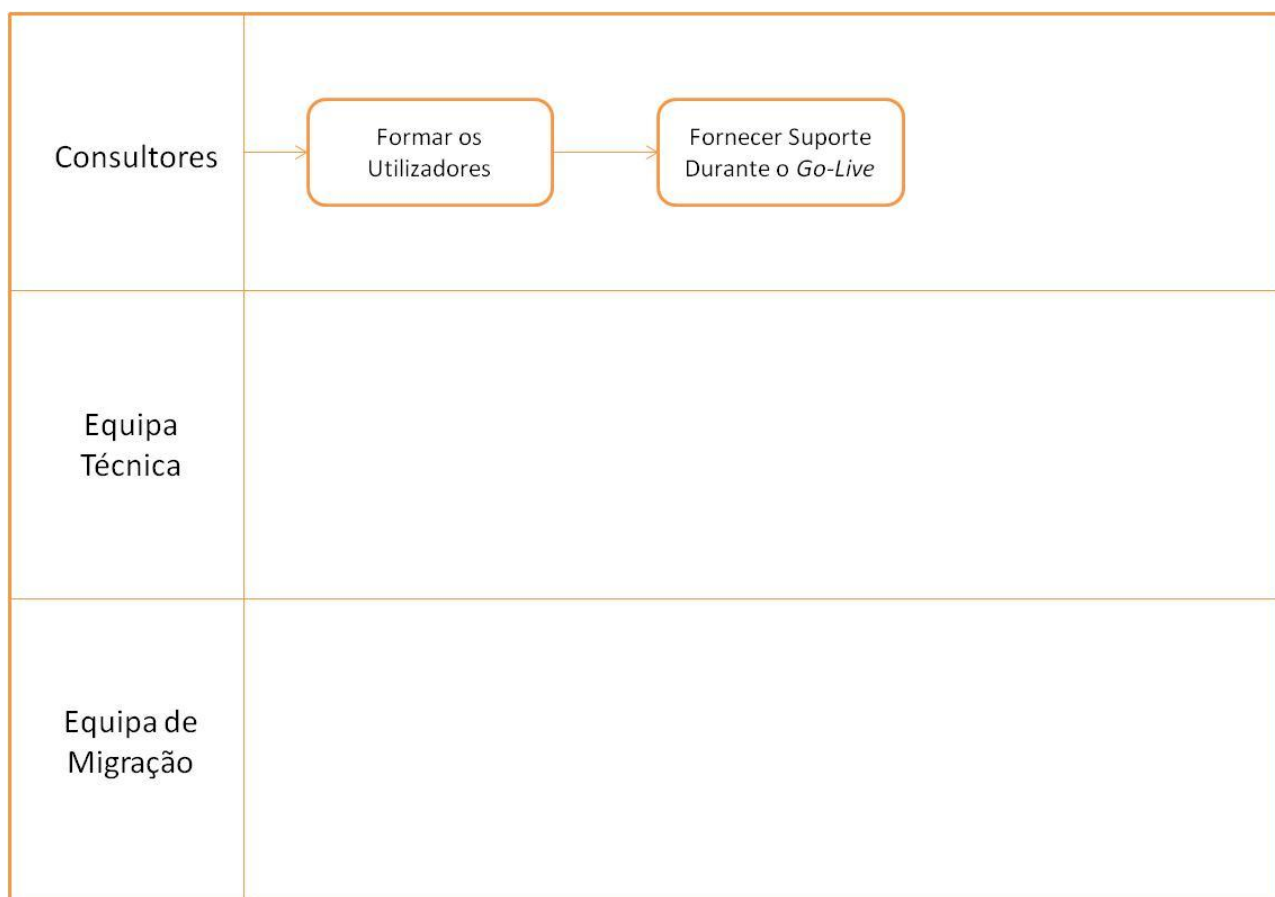 Consultores
Formar os
Utilizadores
Fornecer Suporte
Durante o Go-Live
Equipa
Técnica
Equipa de
Migração